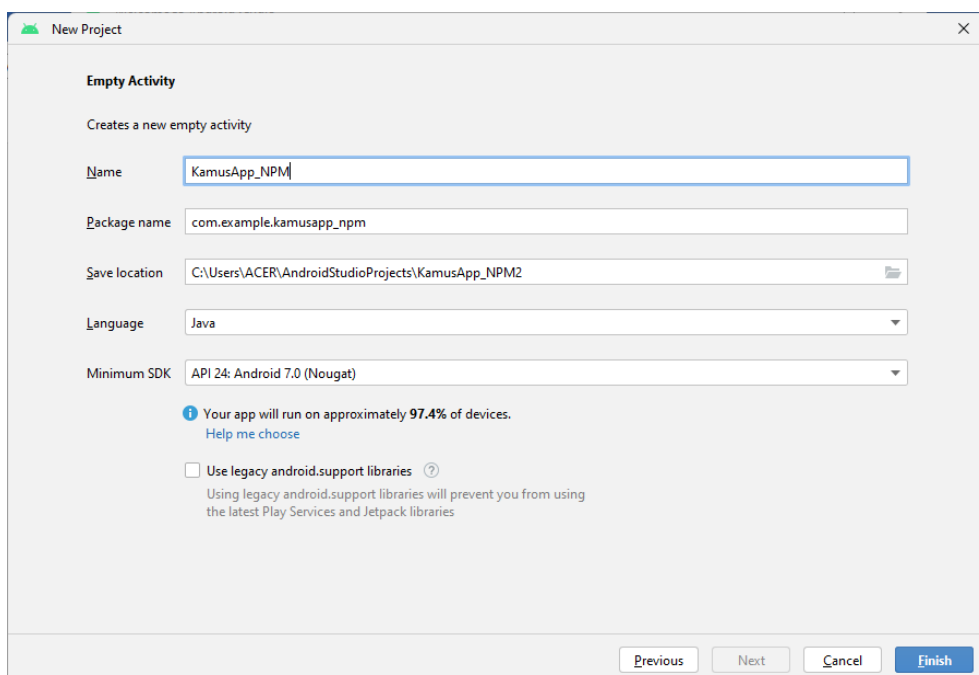 New Project
Empty Activity
Creates a new empty activity
Name KamusApp_NPM
Package name com.example.kamusapp_npm
Save location C:\Users\ACER\AndroidStudioProjects\KamusApp_NPM2
Language Java
Minimum SDK API 24: Android 7.0 (Nougat)
Your app will run on approximately 97.4% of devices.
Help me choose
Use legacy android.support libraries ?
Using legacy android.support libraries will prevent you from using
the latest Play Services and Jetpack libraries
Previous Next Cancel Finish